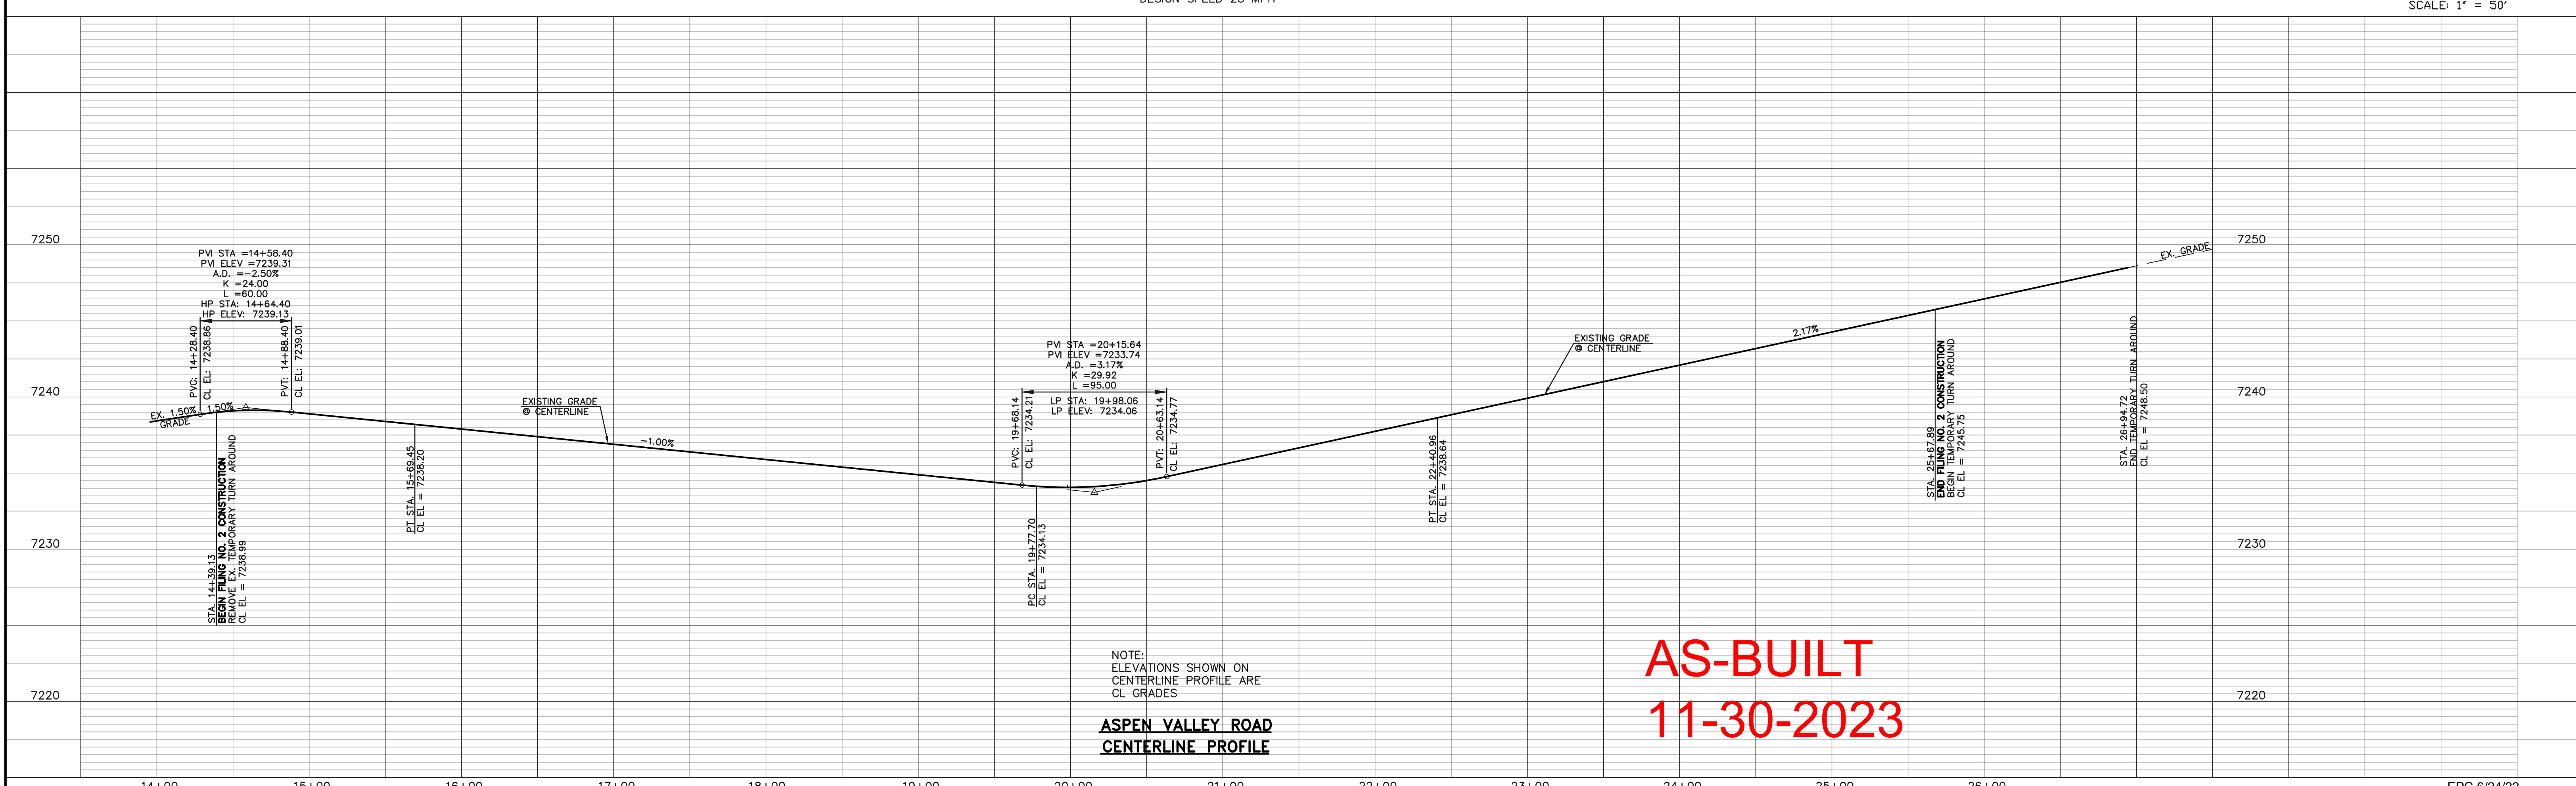 SCALE: 1" = 50'
7250
7240
7230
7220
PVI STA =14+58.40
PVI ELEV =7239.31
A.D. =-2.50%
K =24.00
L =60.00
HP STA: 14+64.40
HP ELEV: 7239.13
PVC: 14+28.40
CL EL: 7238.86
PVT: 14+88.40
CL EL: 7239.01
EX. 1.50%
GRADE
1.50%
STA. 14+39.13
BEGIN FILING NO. 2 CONSTRUCTION
REMOVE EX. TEMPORARY TURN AROUND
CL EL = 7238.99
PT STA. 15+69.45
CL EL = 7238.20
EXISTING GRADE
@ CENTERLINE
-1.00%
PVI STA =20+15.64
PVI ELEV =7233.74
A.D. =3.17%
K =29.92
L =95.00
LP STA: 19+98.06
LP ELEV: 7234.06
PVC: 19+68.14
CL EL: 7234.21
PVT: 20+63.14
CL EL: 7234.77
PC STA. 19+77.70
CL EL = 7234.13
PT STA. 22+40.96
CL EL = 7238.64
EXISTING GRADE
@ CENTERLINE
2.17%
STA. 25+67.89
END FILING NO. 2 CONSTRUCTION
BEGIN TEMPORARY TURN AROUND
CL EL = 7245.75
STA. 26+94.72
END TEMPORARY TURN AROUND
CL EL = 7248.50
EX. GRADE
7250
7240
7230
7220
NOTE:
ELEVATIONS SHOWN ON
CENTERLINE PROFILE ARE
CL GRADES
ASPEN VALLEY ROAD
CENTERLINE PROFILE
AS-BUILT
11-30-2023
14+00 15+00 16+00 17+00 18+00 19+00 20+00 21+00 22+00 23+00 24+00 25+00 26+00